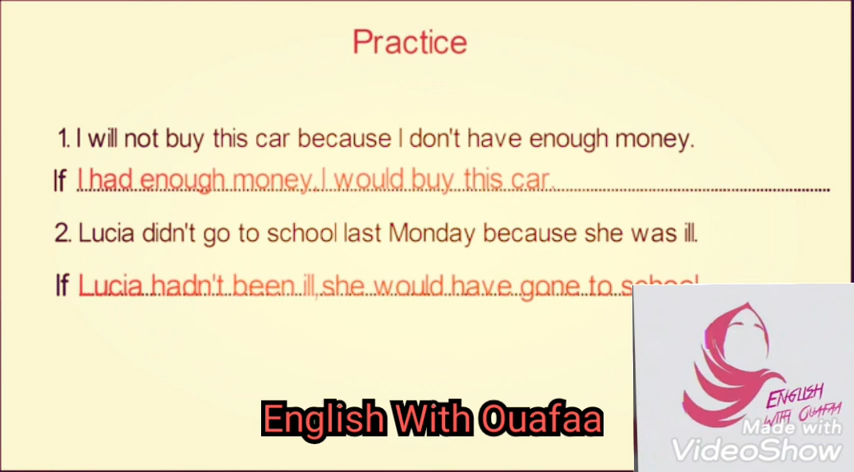 Practice
1. I will not buy this car because I don't have enough money.
If I had enough money, I would buy this car.
2. Lucia didn't go to school last Monday because she was ill.
If Lucia hadn't been ill, she would have gone to school
English With Ouafaa
ENGLISH
WITH OUAFAA
Made with
VideoShow